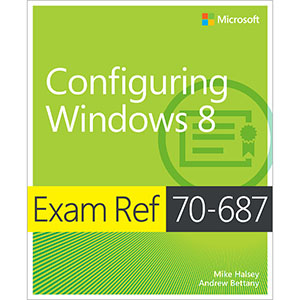 Microsoft
Configuring
Windows 8
Exam Ref 70-687
Mike Halsey
Andrew Bettany